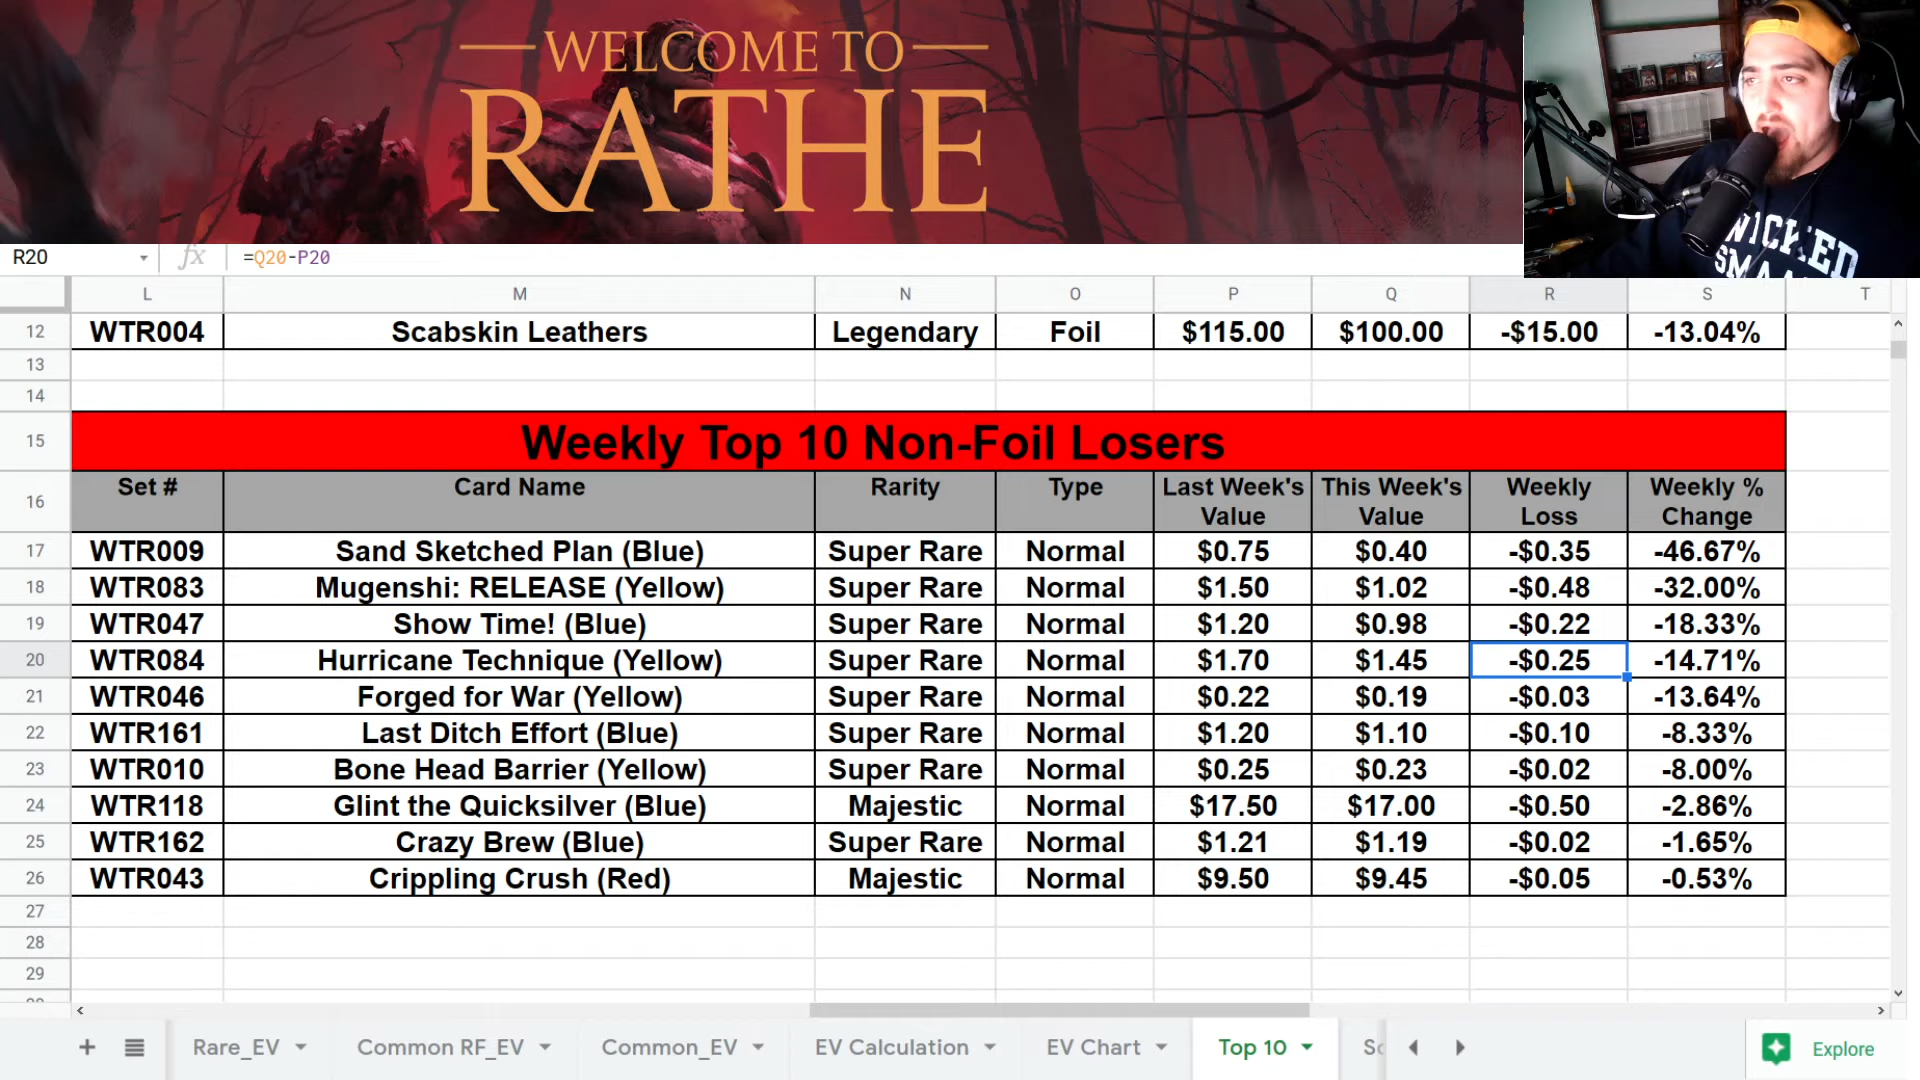 WELCOME TO
RATHE
WICKED
R20 fx =Q20-P20
L M N O P Q R S T
12 WTR004 Scabskin Leathers Legendary Foil $115.00 $100.00 -$15.00 -13.04%
13
14
15 Weekly Top 10 Non-Foil Losers
16 Set # Card Name Rarity Type Last Week's Value This Week's Value Weekly Loss Weekly % Change
17 WTR009 Sand Sketched Plan (Blue) Super Rare Normal $0.75 $0.40 -$0.35 -46.67%
18 WTR083 Mugenshi: RELEASE (Yellow) Super Rare Normal $1.50 $1.02 -$0.48 -32.00%
19 WTR047 Show Time! (Blue) Super Rare Normal $1.20 $0.98 -$0.22 -18.33%
20 WTR084 Hurricane Technique (Yellow) Super Rare Normal $1.70 $1.45 -$0.25 -14.71%
21 WTR046 Forged for War (Yellow) Super Rare Normal $0.22 $0.19 -$0.03 -13.64%
22 WTR161 Last Ditch Effort (Blue) Super Rare Normal $1.20 $1.10 -$0.10 -8.33%
23 WTR010 Bone Head Barrier (Yellow) Super Rare Normal $0.25 $0.23 -$0.02 -8.00%
24 WTR118 Glint the Quicksilver (Blue) Majestic Normal $17.50 $17.00 -$0.50 -2.86%
25 WTR162 Crazy Brew (Blue) Super Rare Normal $1.21 $1.19 -$0.02 -1.65%
26 WTR043 Crippling Crush (Red) Majestic Normal $9.50 $9.45 -$0.05 -0.53%
27
28
29
Rare_EV Common RF_EV Common_EV EV Calculation EV Chart Top 10 Explore